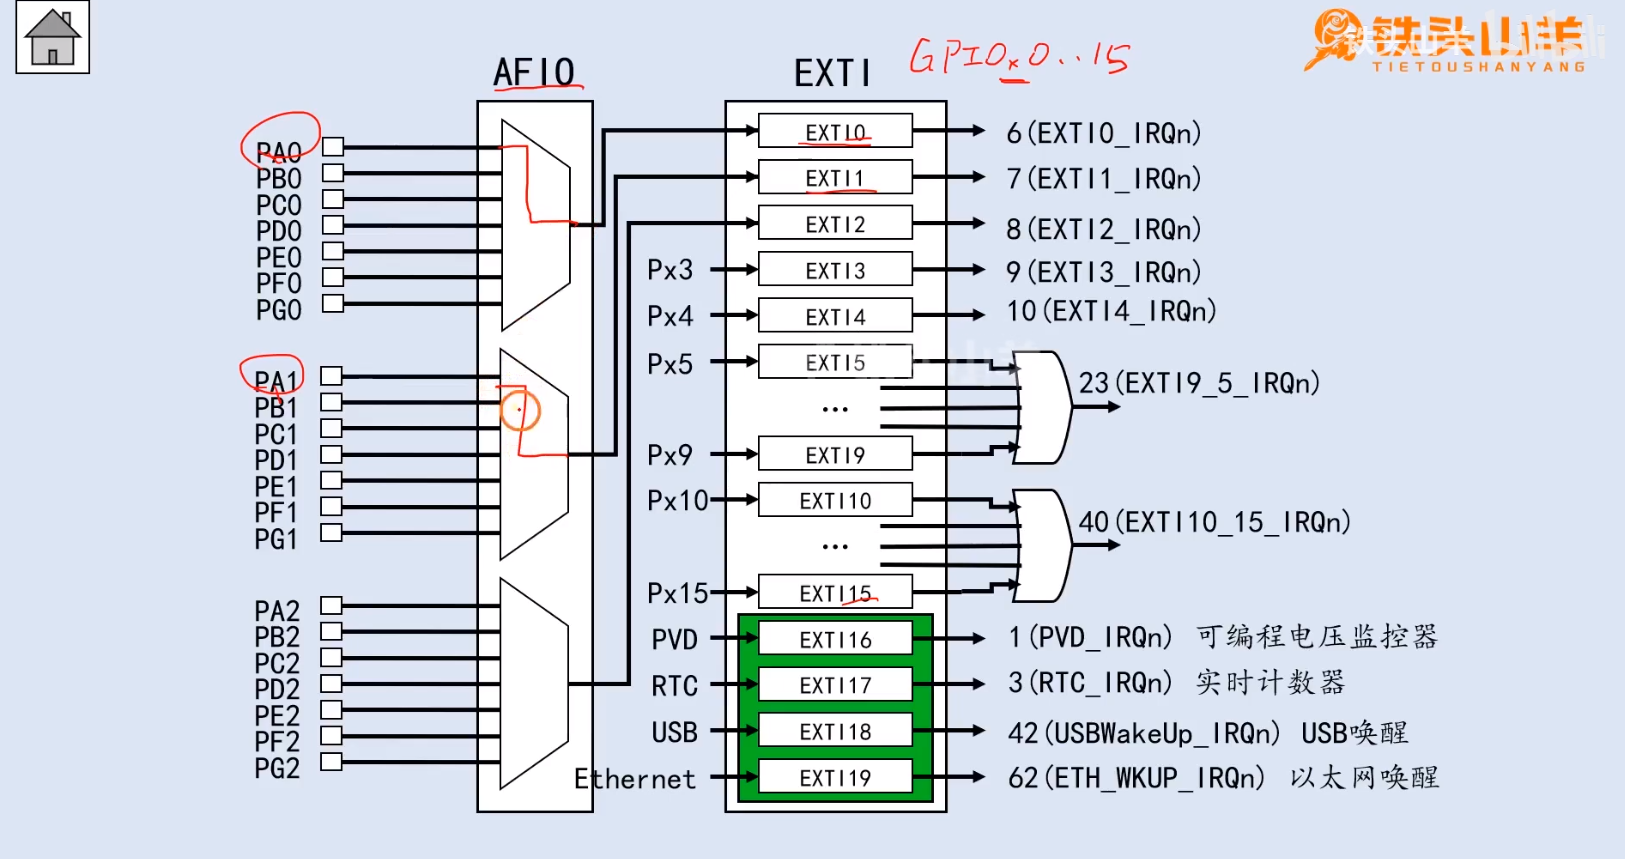 AFIO
EXTI
GPIOx0..15
铁头山羊
TIETOUSHANYANG
PA0
PB0
PC0
PD0
PE0
PF0
PG0
PA1
PB1
PC1
PD1
PE1
PF1
PG1
PA2
PB2
PC2
PD2
PE2
PF2
PG2
EXTI0
6(EXTI0_IRQn)
EXTI1
7(EXTI1_IRQn)
EXTI2
8(EXTI2_IRQn)
Px3
EXTI3
9(EXTI3_IRQn)
Px4
EXTI4
10(EXTI4_IRQn)
Px5
EXTI5
...
23(EXTI9_5_IRQn)
Px9
EXTI9
Px10
EXTI10
...
40(EXTI10_15_IRQn)
Px15
EXTI15
PVD
EXTI16
1(PVD_IRQn) 可编程电压监控器
RTC
EXTI17
3(RTC_IRQn) 实时计数器
USB
EXTI18
42(USBWakeUp_IRQn) USB唤醒
Ethernet
EXTI19
62(ETH_WKUP_IRQn) 以太网唤醒